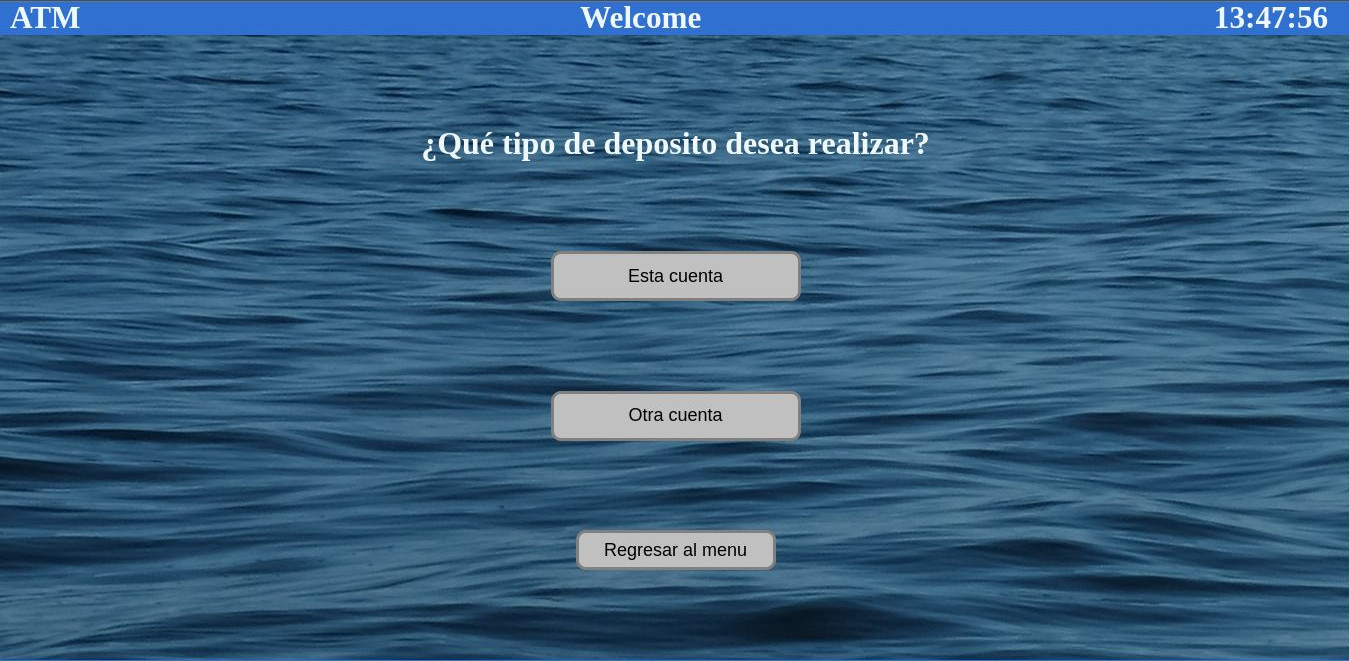 ATM Welcome 13:47:56
¿Qué tipo de deposito desea realizar?
Esta cuenta
Otra cuenta
Regresar al menu